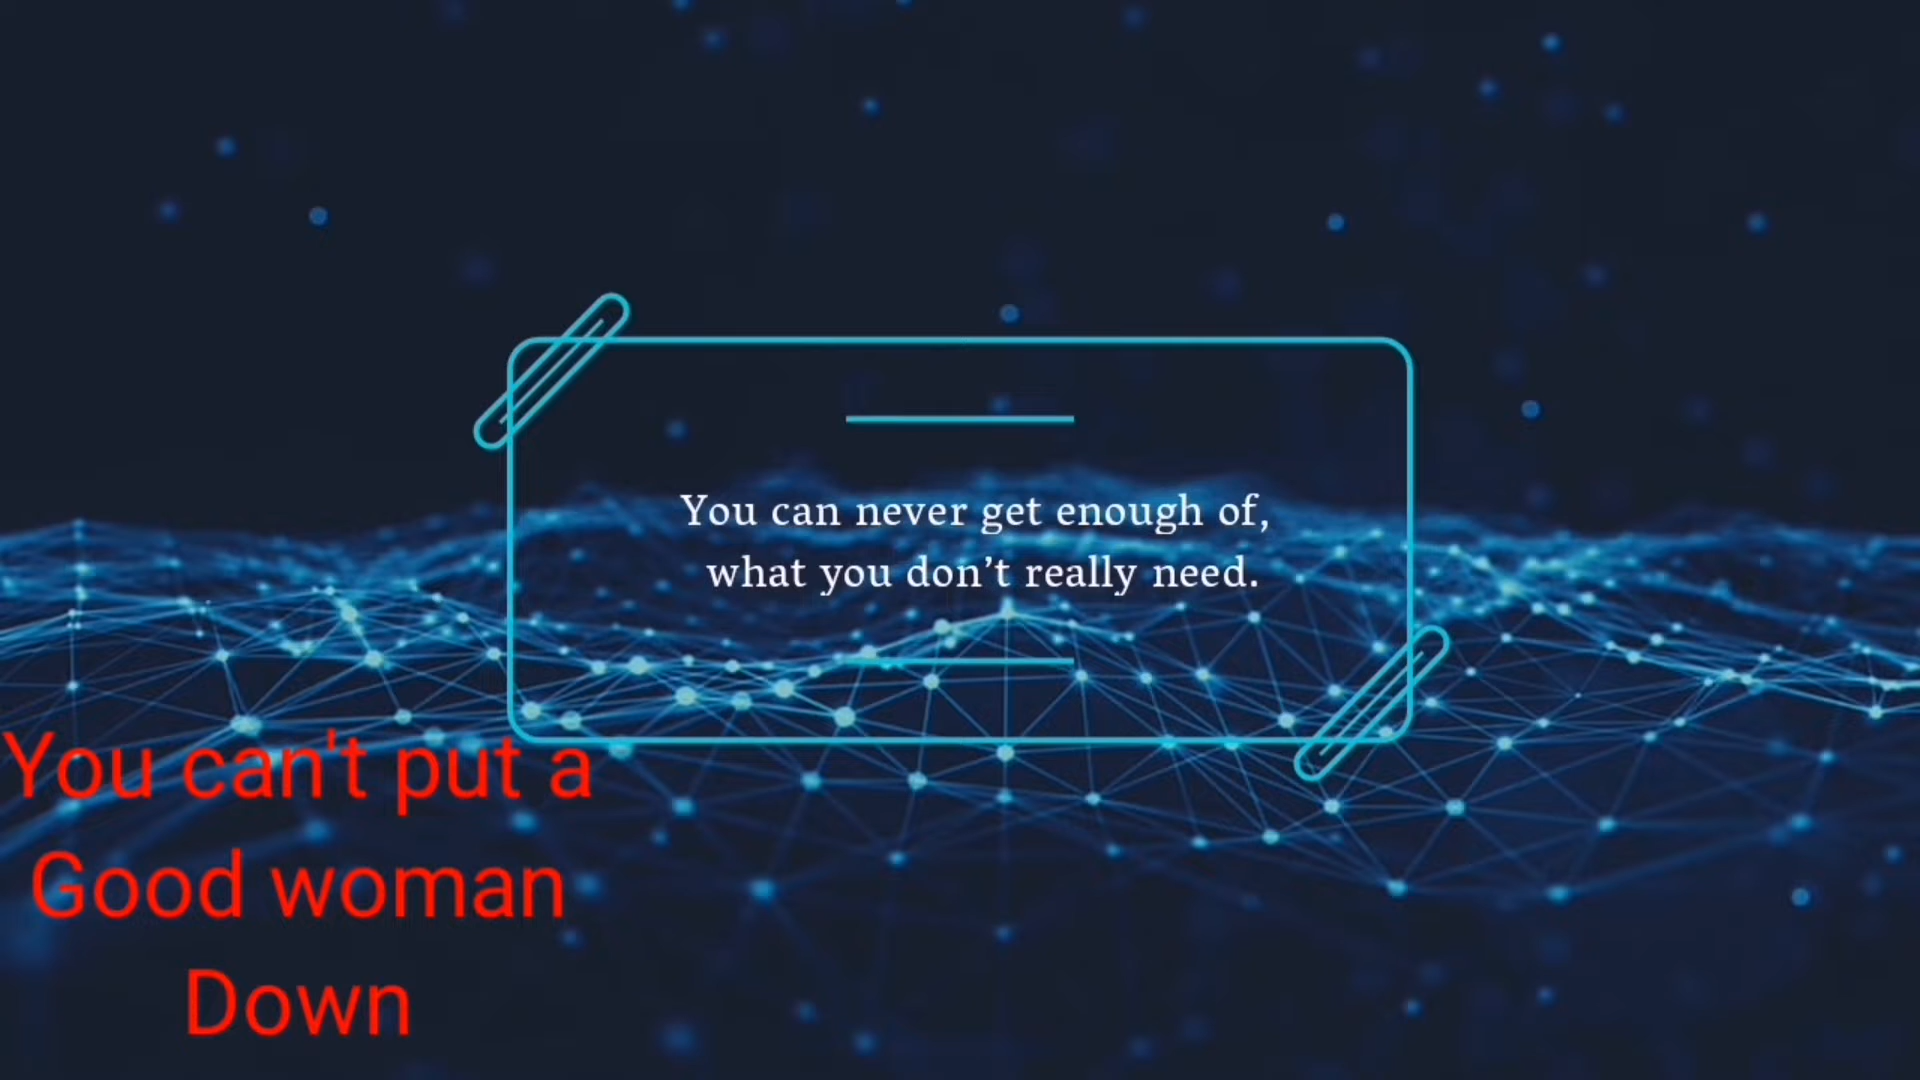 You can never get enough of,
what you don’t really need.
You can't put a
Good woman
Down